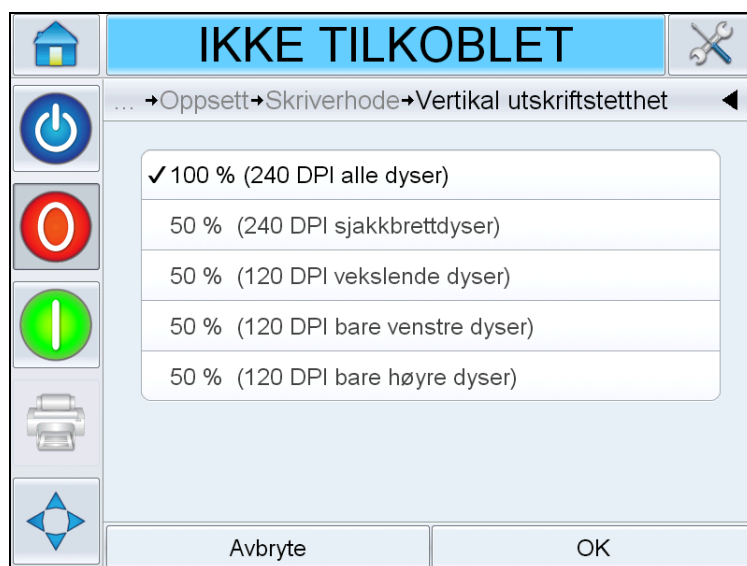 IKKE TILKOBLET
... →Oppsett→Skriverhode→Vertikal utskriftstetthet
✓100 % (240 DPI alle dyser)
50 % (240 DPI sjakkbrettdyser)
50 % (120 DPI vekslende dyser)
50 % (120 DPI bare venstre dyser)
50 % (120 DPI bare høyre dyser)
Avbryte
OK